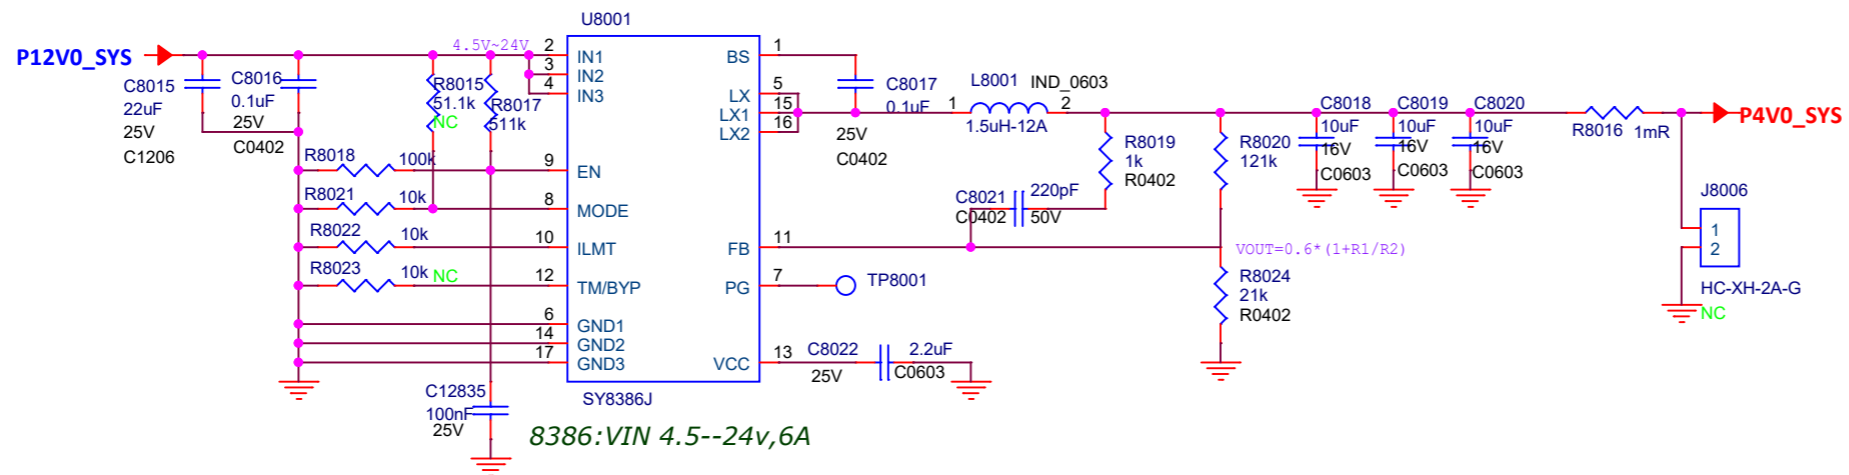 U8001
P12V0_SYS
4.5V~24V
2
IN1
3
IN2
4
IN3
C8015
22uF
25V
C1206
C8016
0.1uF
25V
C0402
R8015
51.1k
NC
R8017
511k
R8018
100k
9
EN
R8021
10k
8
MODE
R8022
10k
10
ILMT
R8023
10k
NC
12
TM/BYP
6
GND1
14
GND2
17
GND3
C12835
100nF
25V
SY8386J
8386:VIN 4.5--24v,6A
BS
1
LX
5
LX1
15
LX2
16
FB
11
PG
7
TP8001
VCC
13
C8022
25V
2.2uF
C0603
C8017
0.1uF
25V
C0402
L8001
IND_0603
1
2
1.5uH-12A
R8019
1k
R0402
C8021
C0402
220pF
50V
R8020
121k
VOUT=0.6*(1+R1/R2)
R8024
21k
R0402
C8018
10uF
16V
C0603
C8019
10uF
16V
C0603
C8020
10uF
16V
C0603
R8016
1mR
P4V0_SYS
J8006
1
2
HC-XH-2A-G
NC